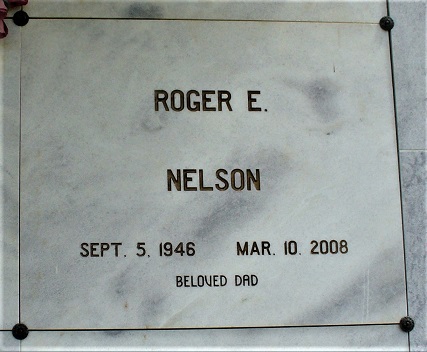 ROGER E.
NELSON
SEPT. 5, 1946 MAR. 10. 2008
BELOVED DAD